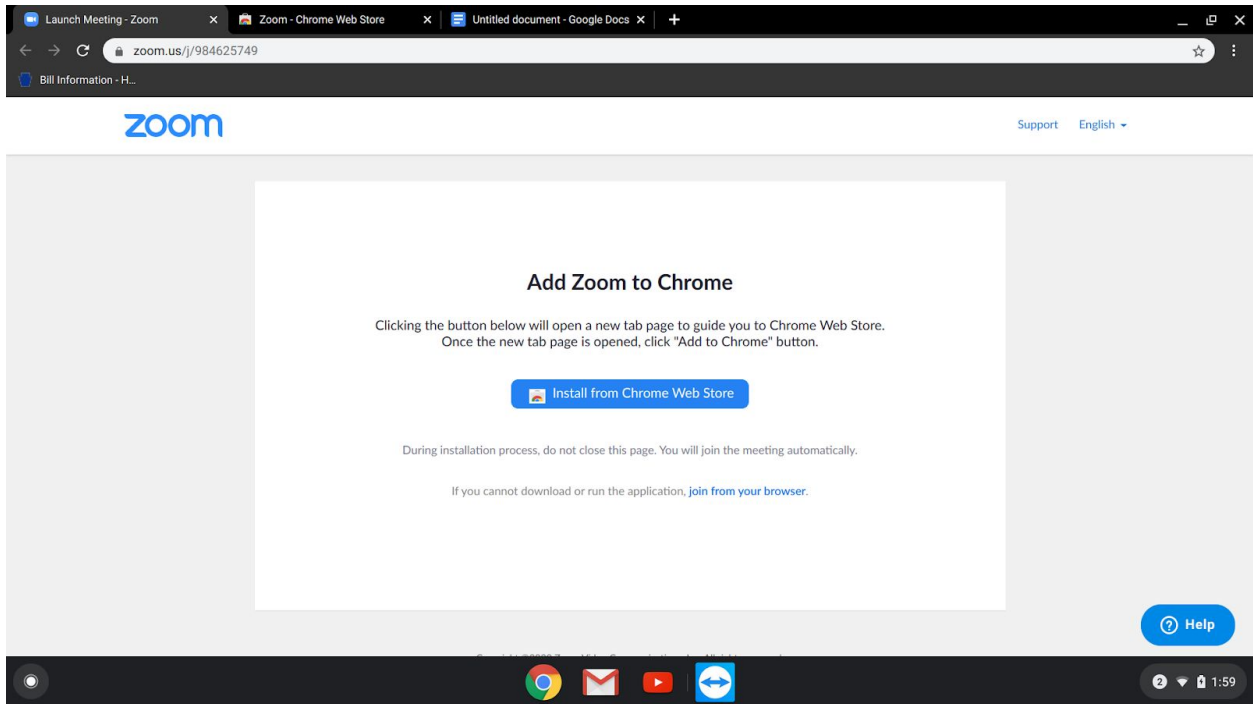 Launch Meeting - Zoom
Zoom - Chrome Web Store
Untitled document - Google Docs
zoom.us/j/984625749
Bill Information - H...
zoom
Support English
Add Zoom to Chrome
Clicking the button below will open a new tab page to guide you to Chrome Web Store.
Once the new tab page is opened, click "Add to Chrome" button.
Install from Chrome Web Store
During installation process, do not close this page. You will join the meeting automatically.
If you cannot download or run the application, join from your browser.
Help
2 1:59